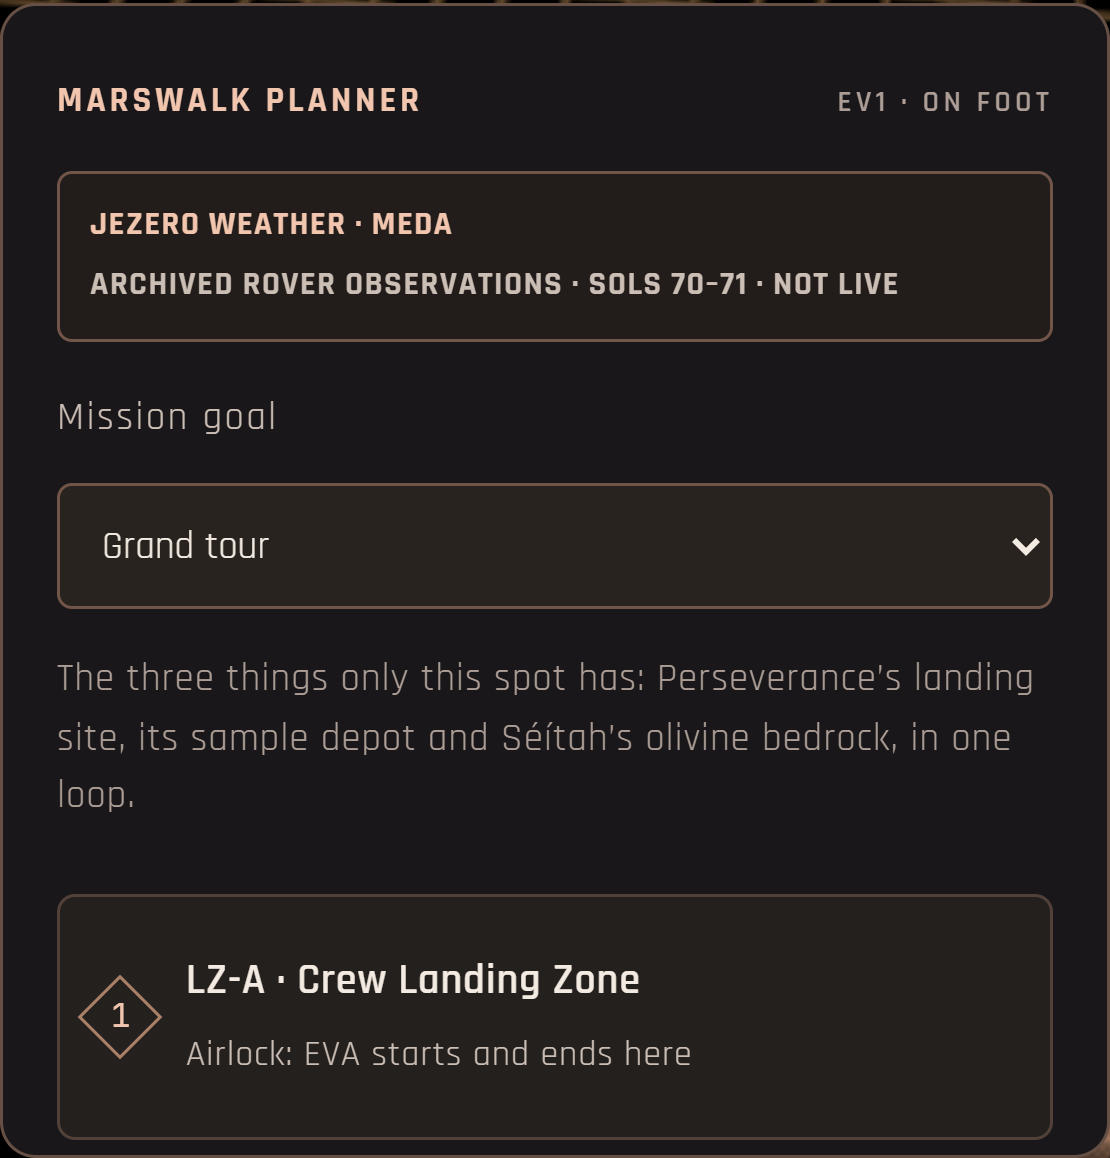 MARSWALK PLANNER
EV1 · ON FOOT
JEZERO WEATHER · MEDA
ARCHIVED ROVER OBSERVATIONS · SOLS 70–71 · NOT LIVE
Mission goal
Grand tour
The three things only this spot has: Perseverance’s landing
site, its sample depot and Séítah’s olivine bedrock, in one
loop.
1
LZ-A · Crew Landing Zone
Airlock: EVA starts and ends here